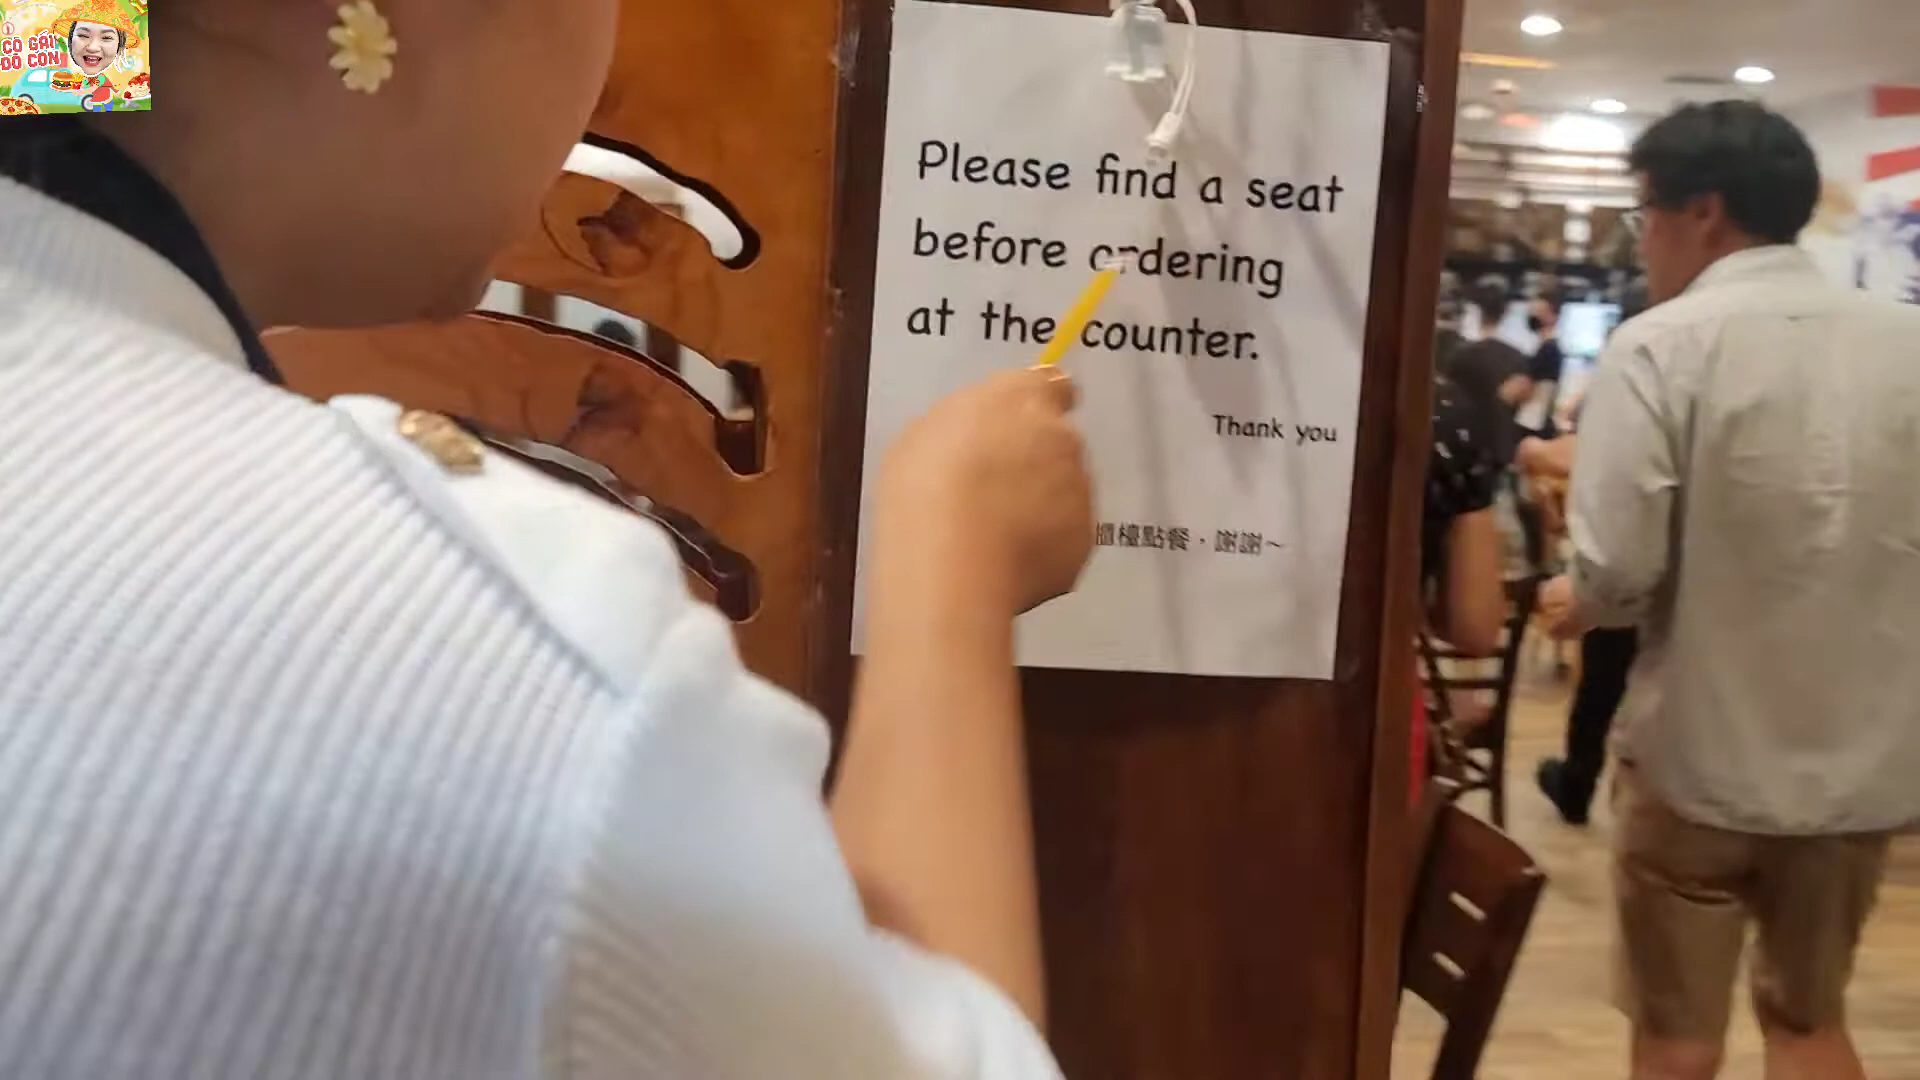 CÔ GÁI
ĐỒ CON
Please find a seat
before ordering
at the counter.
Thank you
櫃檯點餐，謝謝～